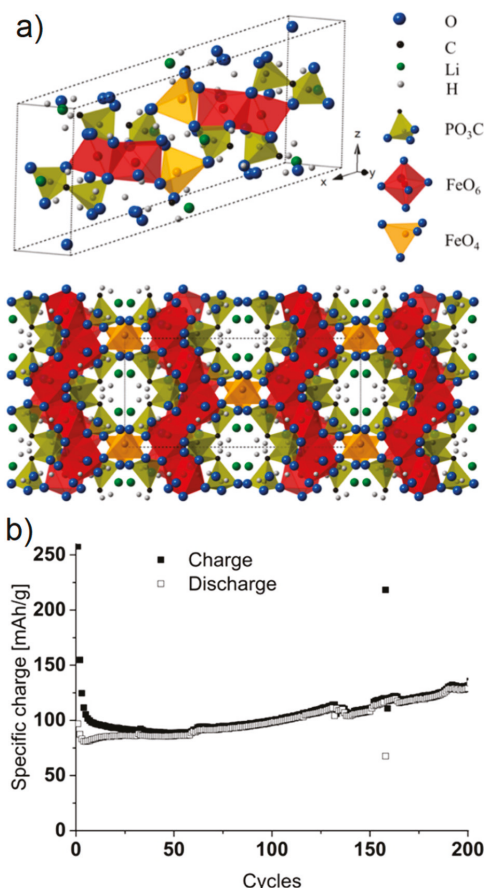 a)
O
C
Li
H
PO₃C
FeO₆
FeO₄
z
x
y
b)
250
200
150
100
50
0
Charge
Discharge
Specific charge [mAh/g]
0
50
100
150
200
Cycles